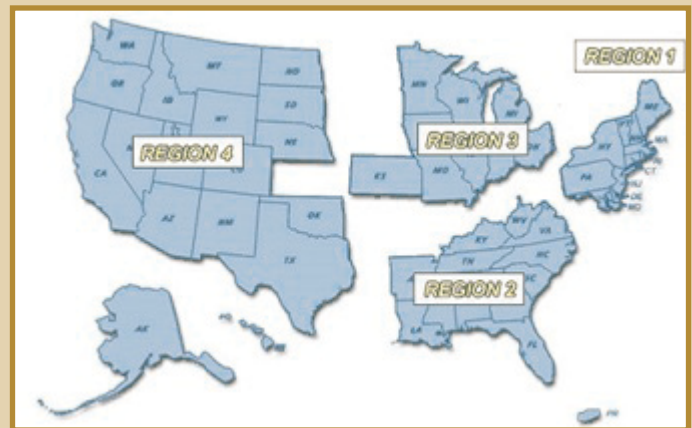 REGION 1
WA
MT
ND
MN
OR
ID
SD
WI
MI
ME
WY
REGION 4
NE
REGION 3
NY
MA
CA
KS
MO
PA
CT
NJ
DE
MD
AZ
NM
OK
TX
WV
KY
VA
TN
NC
REGION 2
SC
LA
FL
AK
PR